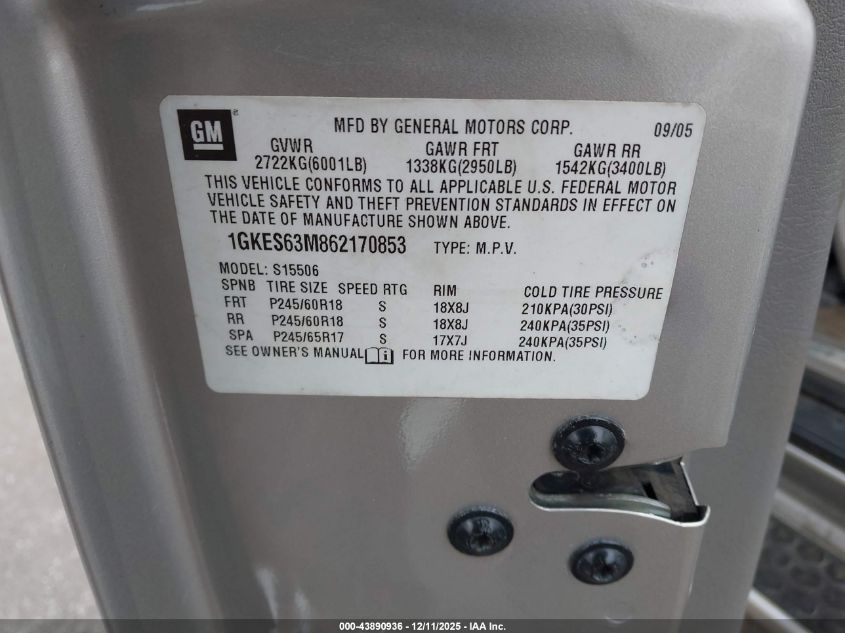 GM
MFD BY GENERAL MOTORS CORP. 09/05
GVWR GAWR FRT GAWR RR
2722KG(6001LB) 1338KG(2950LB) 1542KG(3400LB)
THIS VEHICLE CONFORMS TO ALL APPLICABLE U.S. FEDERAL MOTOR
VEHICLE SAFETY AND THEFT PREVENTION STANDARDS IN EFFECT ON
THE DATE OF MANUFACTURE SHOWN ABOVE.
1GKES63M862170853 TYPE: M.P.V.
MODEL: S15506
SPNB TIRE SIZE SPEED RTG RIM COLD TIRE PRESSURE
FRT P245/60R18 S 18X8J 210KPA(30PSI)
RR P245/60R18 S 18X8J 240KPA(35PSI)
SPA P245/65R17 S 17X7J 240KPA(35PSI)
SEE OWNER'S MANUAL i FOR MORE INFORMATION.
000-43890936 - 12/11/2025 - IAA Inc.